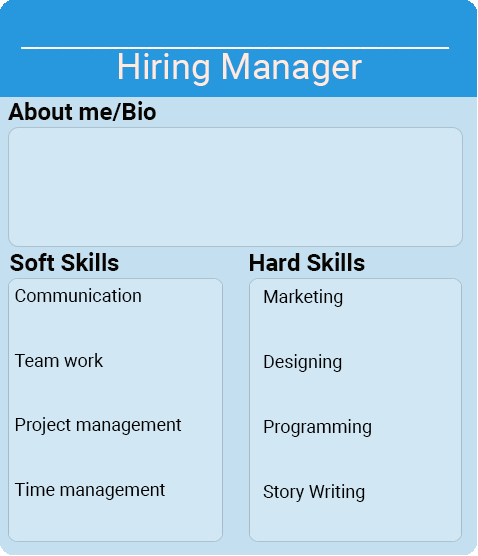 Hiring Manager
About me/Bio
Soft Skills
Communication
Team work
Project management
Time management
Hard Skills
Marketing
Designing
Programming
Story Writing